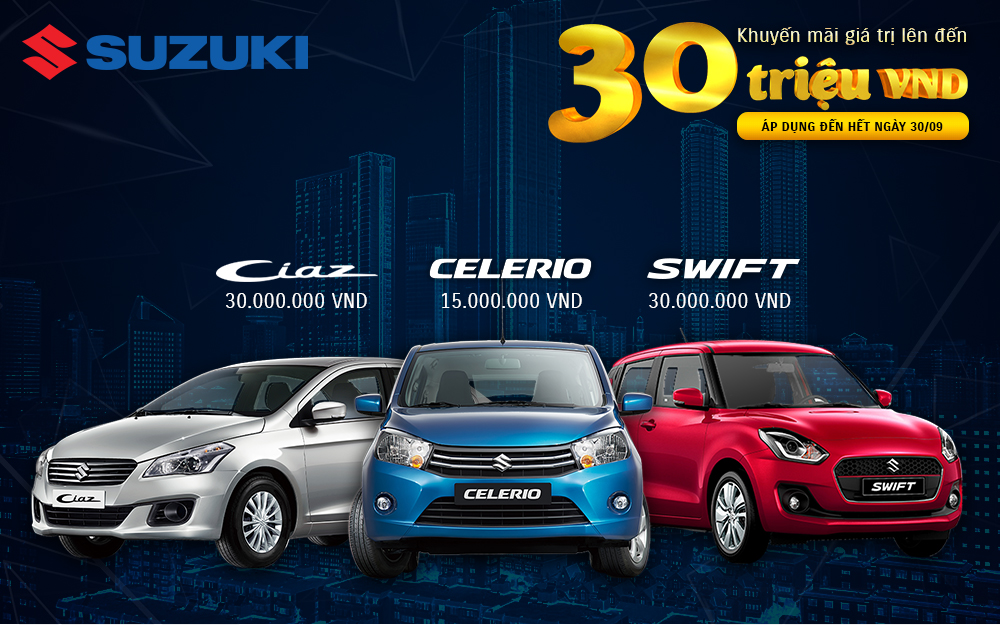 SUZUKI
30
Khuyến mãi giá trị lên đến
triệu VND
ÁP DỤNG ĐẾN HẾT NGÀY 30/09
Ciaz
30.000.000 VND
CELERIO
15.000.000 VND
SWIFT
30.000.000 VND
Ciaz
CELERIO
SWIFT